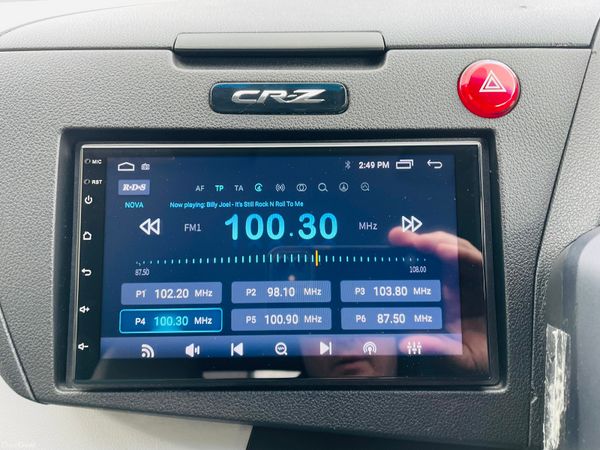 CR-Z
MIC
2:49 PM
RST
R·D·S
AF TP TA
NOVA
Now playing: Billy Joel - It's Still Rock N Roll To Me
FM1 100.30 MHz
87.50 108.00
P1 102.20 MHz
P2 98.10 MHz
P3 103.80 MHz
P4 100.30 MHz
P5 100.90 MHz
P6 87.50 MHz